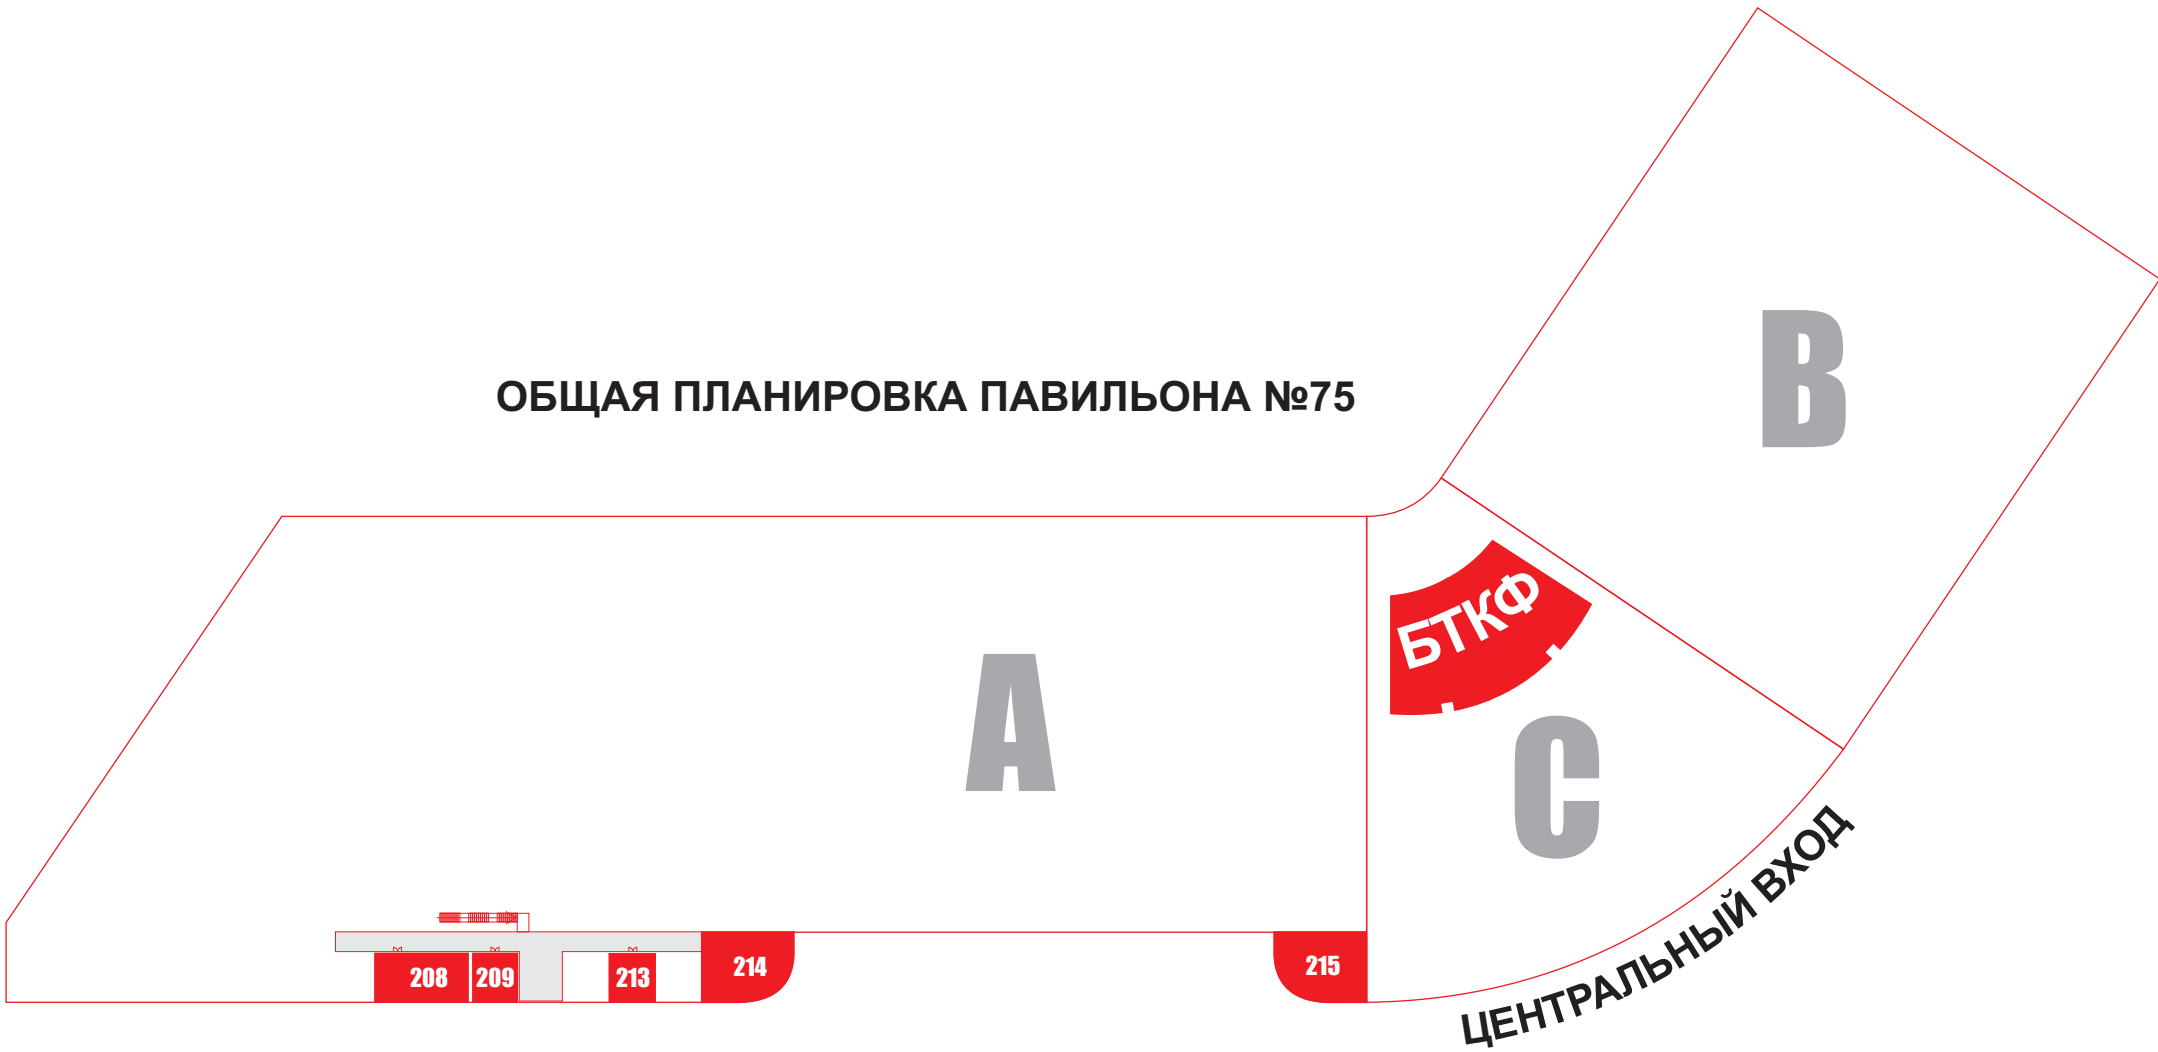 B
ОБЩАЯ ПЛАНИРОВКА ПАВИЛЬОНА №75
БТКФ
A
C
ЦЕНТРАЛЬНЫЙ ВХОД
208 209 213 214 215